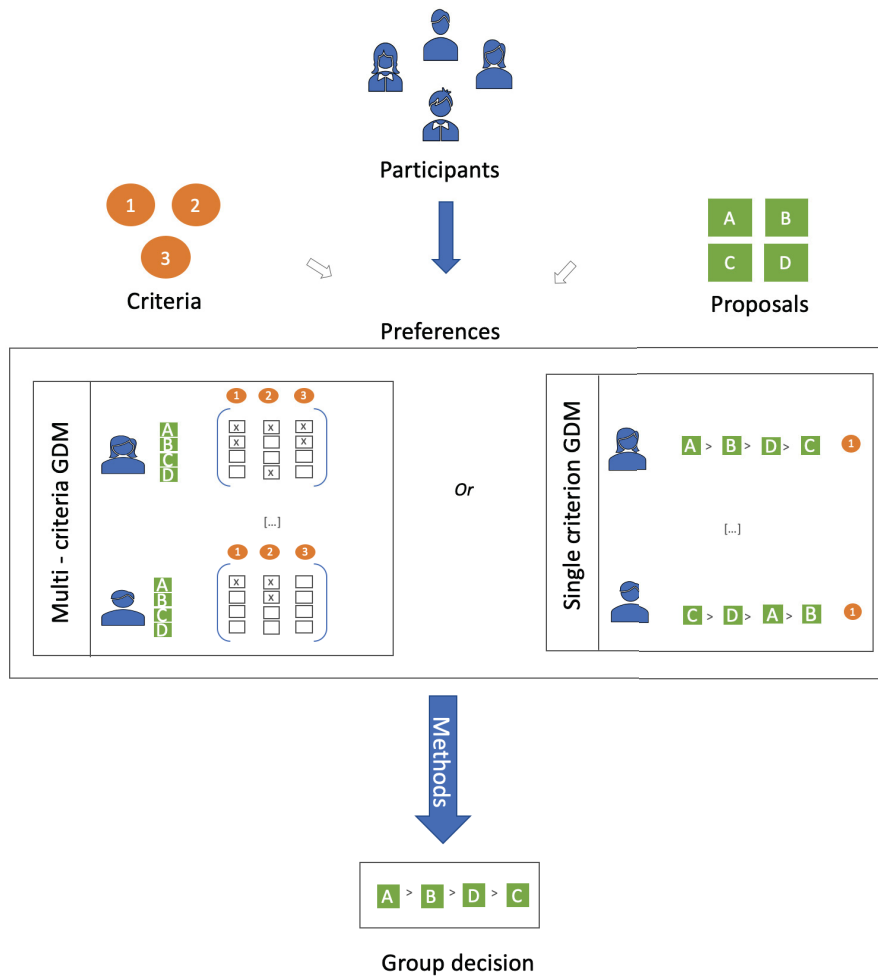 Participants
1 2
3
Criteria
A B
C D
Proposals
Preferences
Multi - criteria GDM
1 2 3
A x x x
B x x
C
D x
[...]
1 2 3
A x x
B x
C
D
Or
Single criterion GDM
A > B > D > C 1
[...]
C > D > A > B 1
Methods
A > B > D > C
Group decision